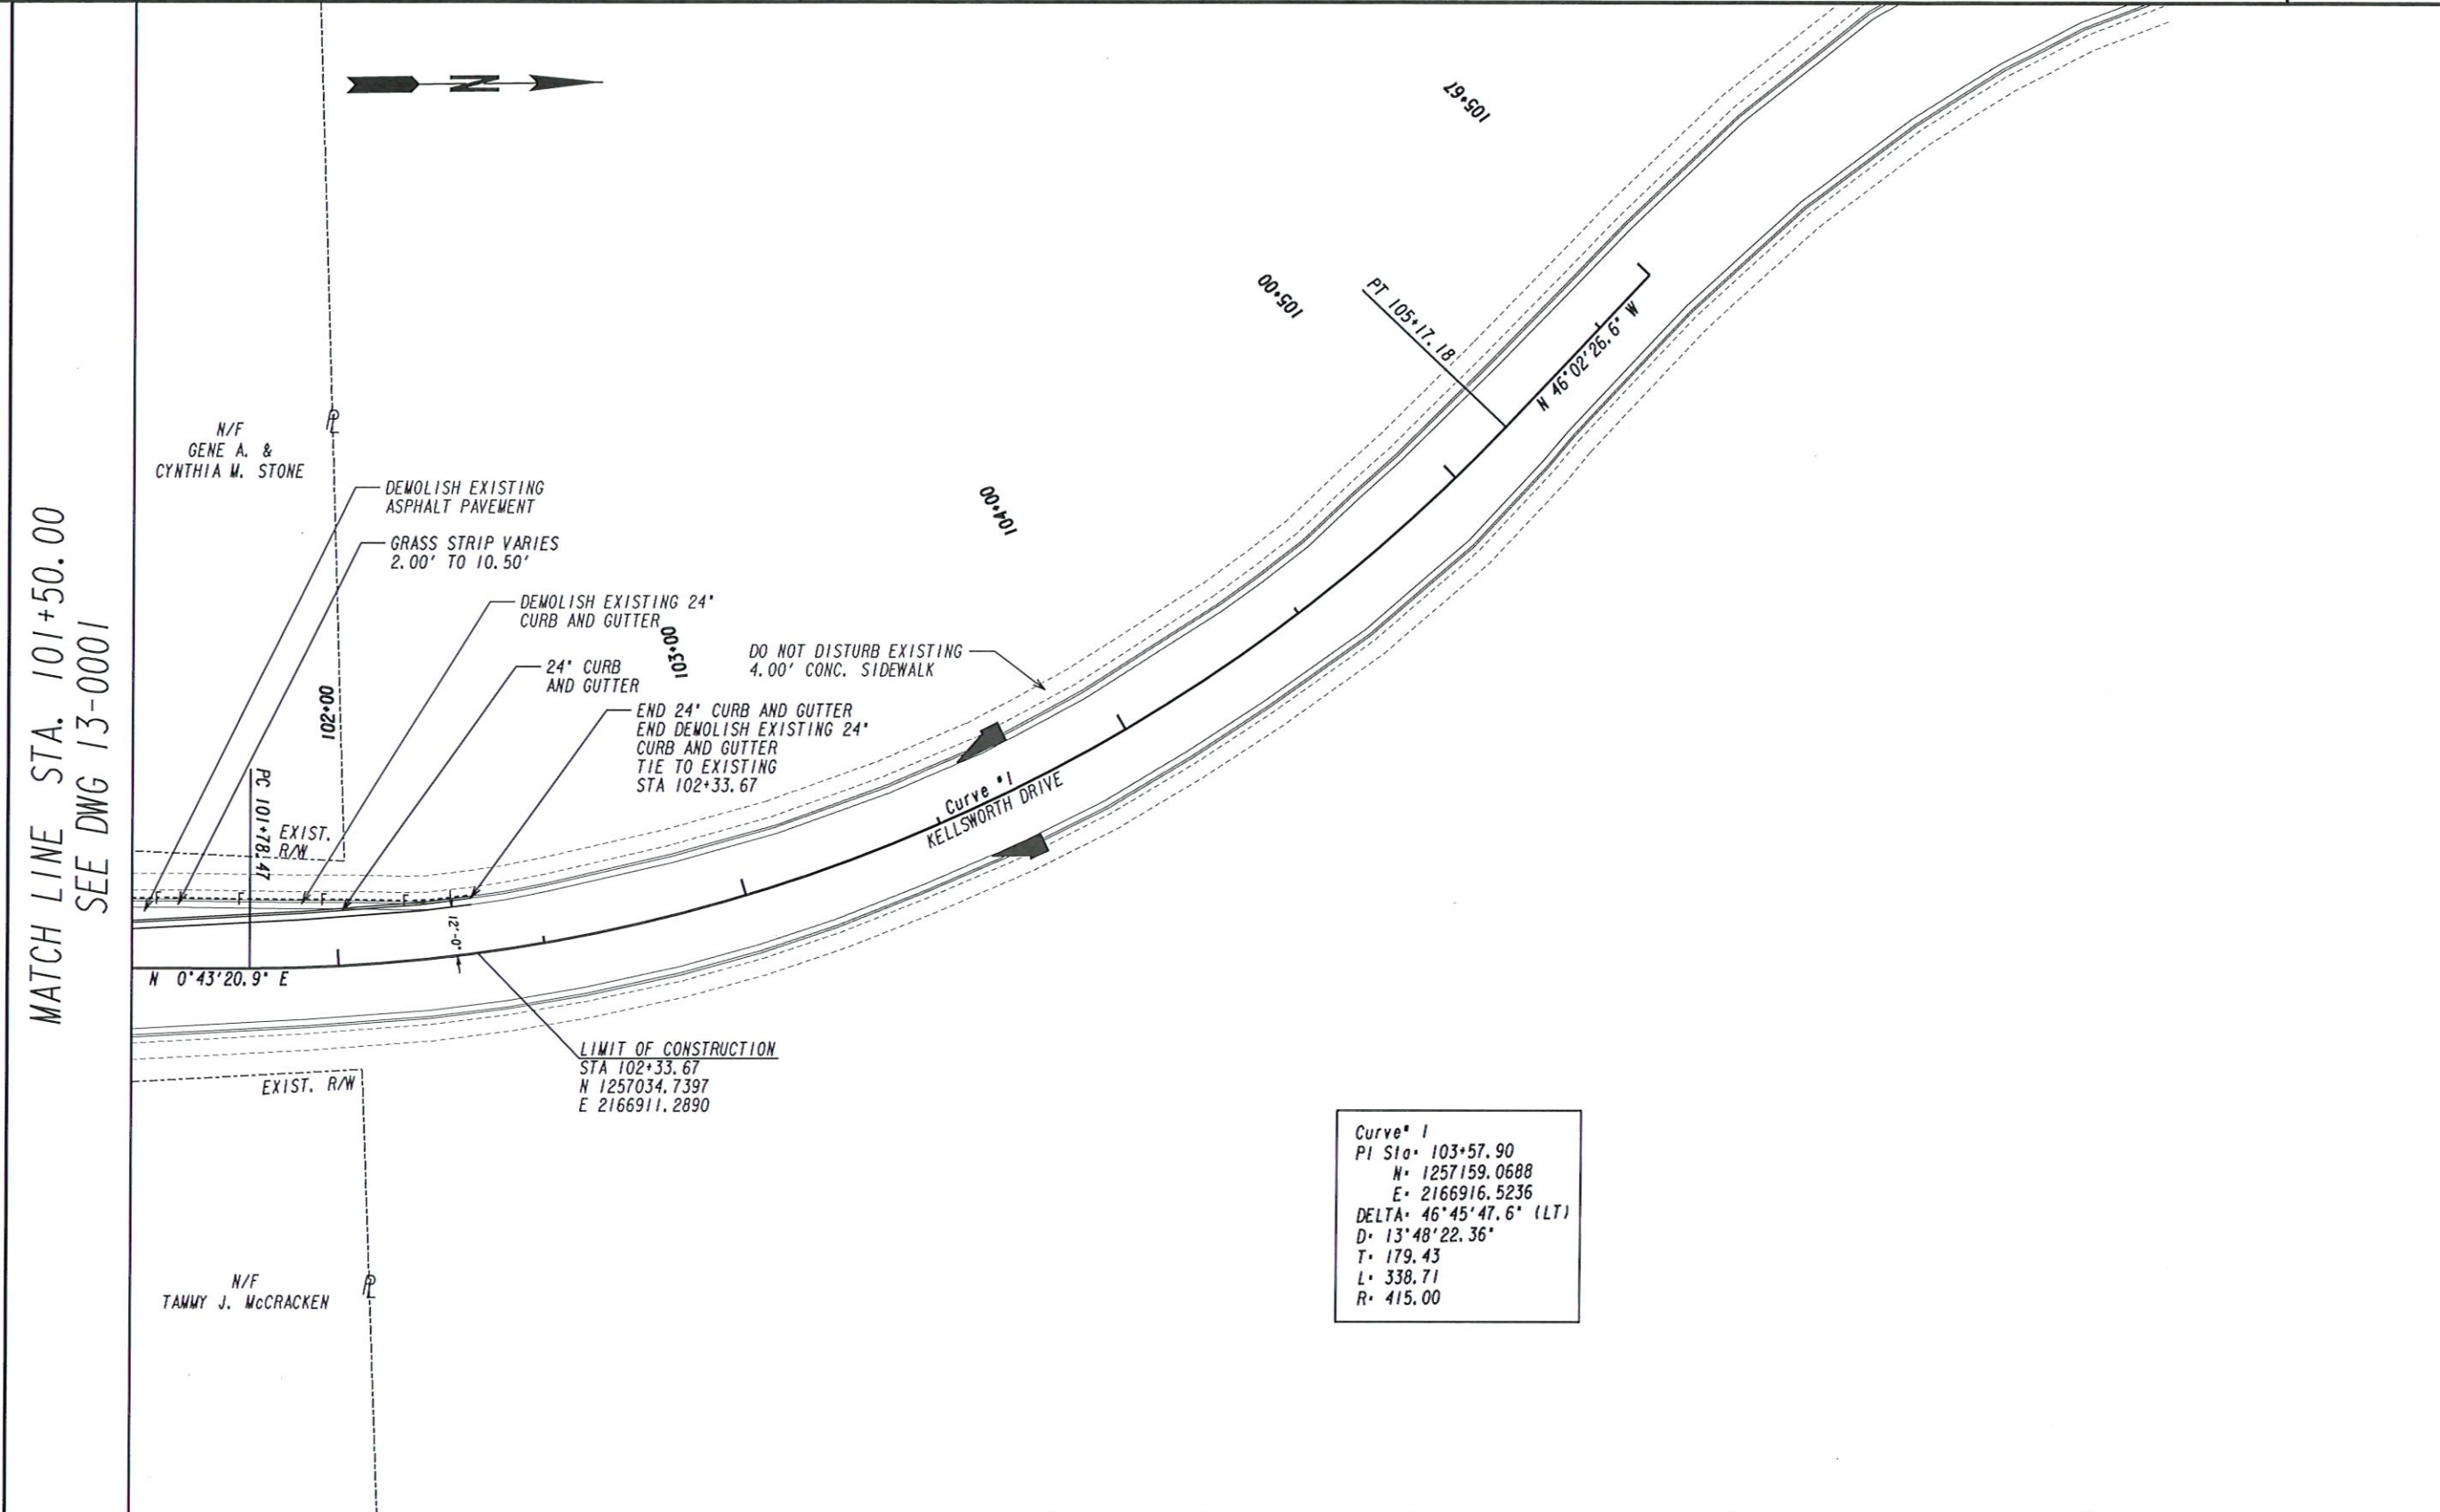 MATCH LINE STA. 101+50.00
SEE DWG 13-0001
N
N/F
GENE A. &
CYNTHIA M. STONE
PL
DEMOLISH EXISTING
ASPHALT PAVEMENT
GRASS STRIP VARIES
2.00' TO 10.50'
DEMOLISH EXISTING 24"
CURB AND GUTTER
24" CURB
AND GUTTER
END 24" CURB AND GUTTER
END DEMOLISH EXISTING 24"
CURB AND GUTTER
TIE TO EXISTING
STA 102+33.67
DO NOT DISTURB EXISTING
4.00' CONC. SIDEWALK
102+00
103+00
104+00
105+00
105+67
PC 101+78.47
PT 105+17.18
N 46°02'26.6" W
EXIST.
R/W
F
F
F
F
12'-0"
Curve #1
KELLSWORTH DRIVE
N 0°43'20.9" E
LIMIT OF CONSTRUCTION
STA 102+33.67
N 1257034.7397
E 2166911.2890
EXIST. R/W
N/F
TAMMY J. McCRACKEN
PL
Curve# 1
PI Sta= 103+57.90
N= 1257159.0688
E= 2166916.5236
DELTA= 46°45'47.6" (LT)
D= 13°48'22.36"
T= 179.43
L= 338.71
R= 415.00